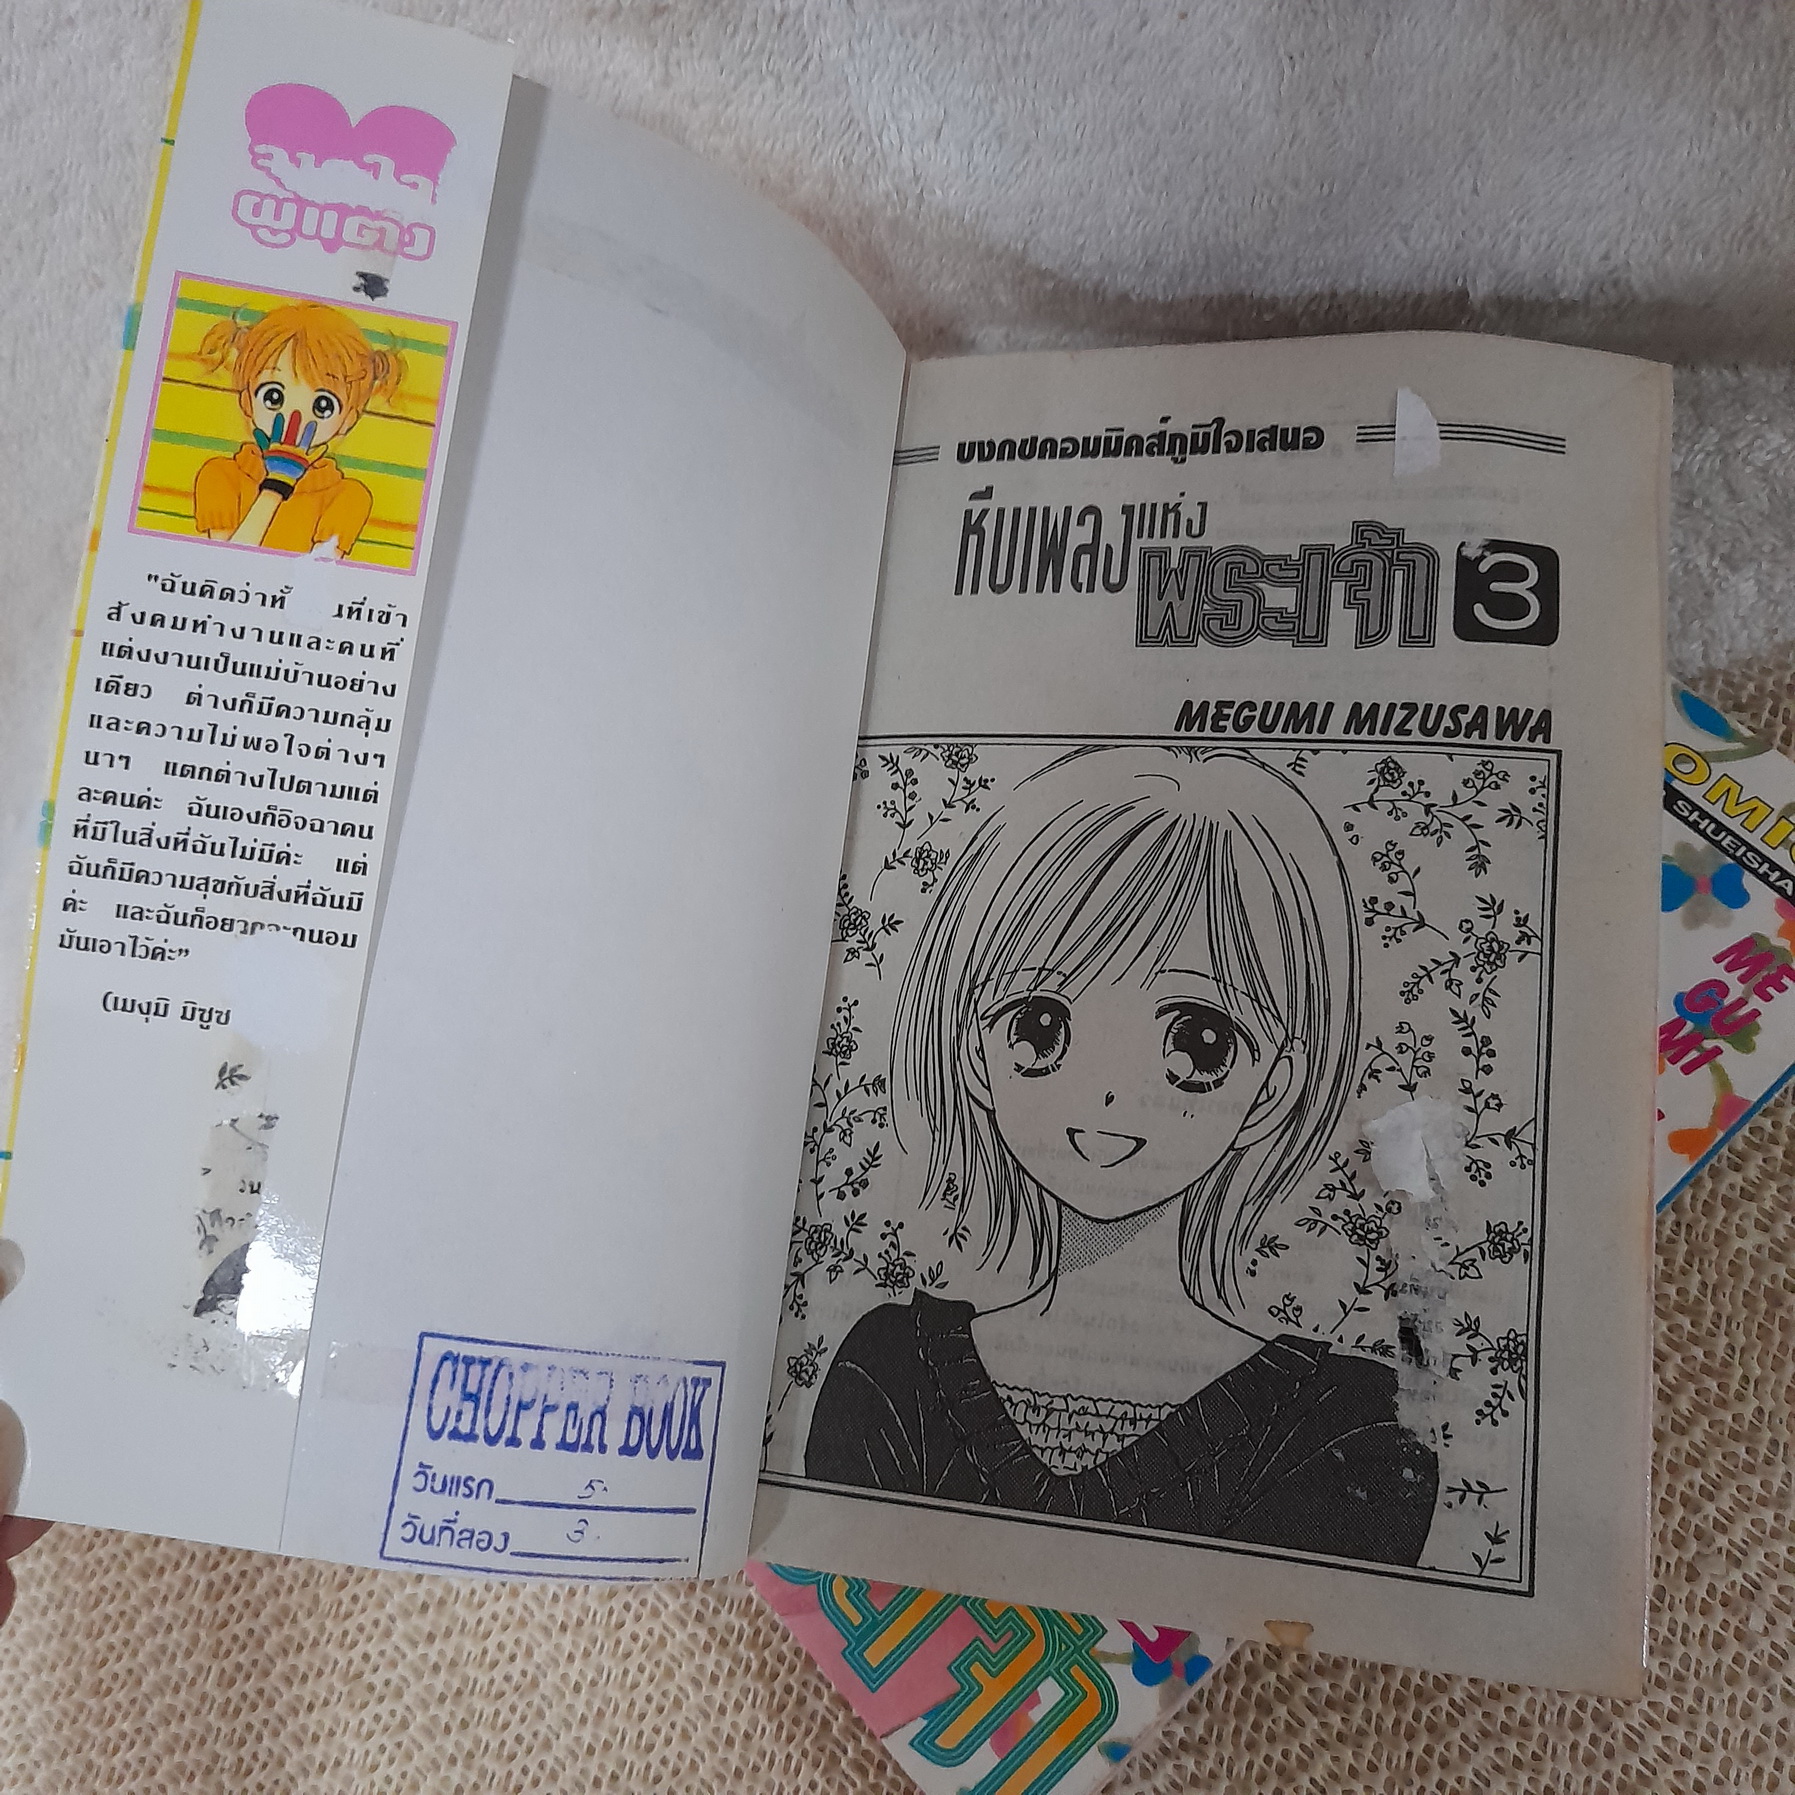 ผู้แต่ง
"ฉันคิดว่าทั้ นที่เข้า
สังคมทำงานและคนที่
แต่งงานเป็นแม่บ้านอย่าง
เดียว ต่างก็มีความกลุ้ม
และความไม่พอใจต่างๆ
นาๆ แตกต่างไปตามแต่
ละคนค่ะ ฉันเองก็อิจฉาคน
ที่มีในสิ่งที่ฉันไม่มีค่ะ แต่
ฉันก็มีความสุขกับสิ่งที่ฉันมี
ค่ะ และฉันก็
มันเอาไว้ค่ะ"
(เมงุมิ มิซูซ
CHOPPER BOOK
วันแรก 5.
วันที่สอง 3.
บงกชคอมมิคส์ภูมิใจเสนอ
หีบเพลงแห่งพระเจ้า 3
MEGUMI MIZUSAWA
OMIC
SHUEISHA
ME
GU
MI